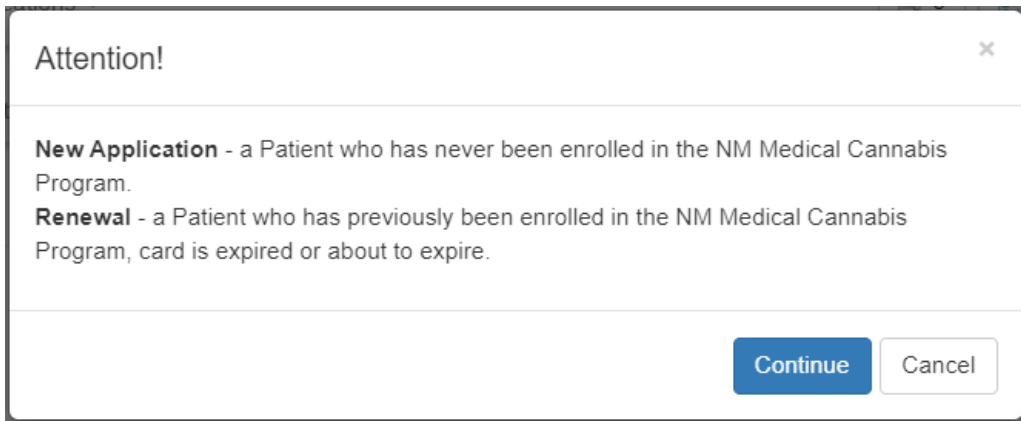 Attention!
×
New Application - a Patient who has never been enrolled in the NM Medical Cannabis
Program.
Renewal - a Patient who has previously been enrolled in the NM Medical Cannabis
Program, card is expired or about to expire.
Continue
Cancel